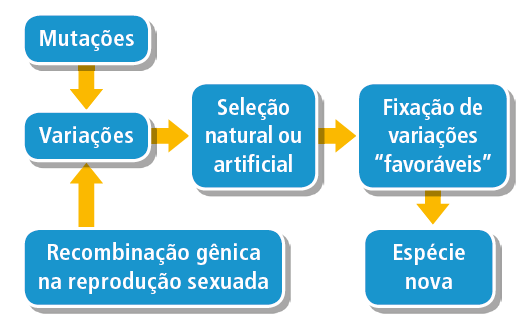 Mutações
Variações
Seleção
natural ou
artificial
Fixação de
variações
“favoráveis”
Recombinação gênica
na reprodução sexuada
Espécie
nova